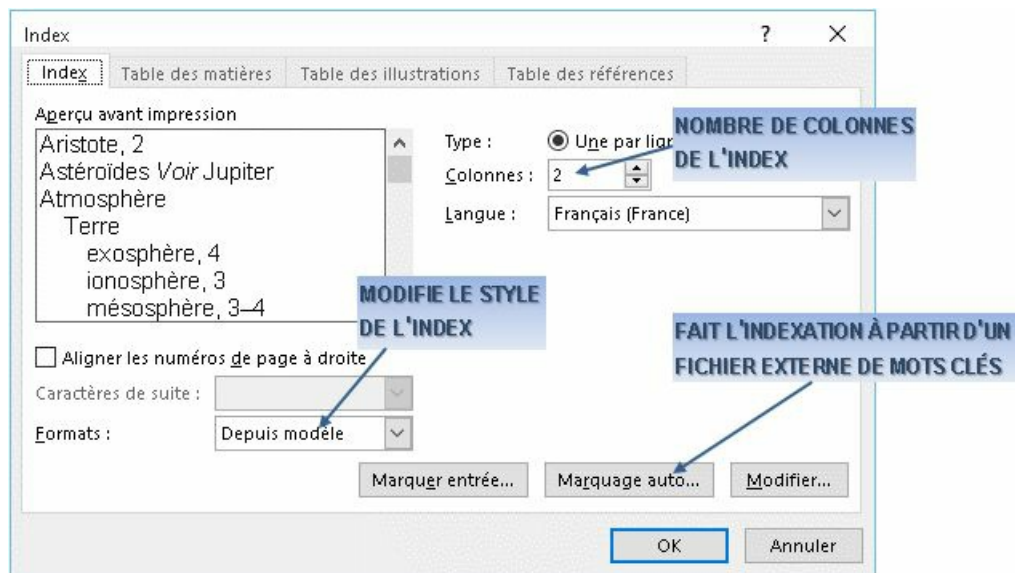 Index
?
Index
Table des matières
Table des illustrations
Table des références
Aperçu avant impression
Aristote, 2
Astéroïdes Voir Jupiter
Atmosphère
Terre
exosphère, 4
ionosphère, 3
mésosphère, 3–4
Type :
Une par lign
Colonnes :
2
Langue :
Français (France)
NOMBRE DE COLONNES
DE L'INDEX
MODIFIE LE STYLE
DE L'INDEX
FAIT L'INDEXATION À PARTIR D'UN
FICHIER EXTERNE DE MOTS CLÉS
Aligner les numéros de page à droite
Caractères de suite :
Formats :
Depuis modèle
Marquer entrée...
Marquage auto...
Modifier...
OK
Annuler